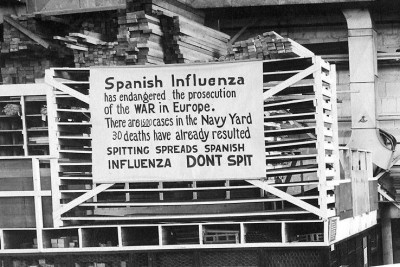 Spanish Influenza
has endangered the prosecution
of the WAR in Europe.
There are 1500 cases in the Navy Yard
30 deaths have already resulted
SPITTING SPREADS SPANISH
INFLUENZA DONT SPIT